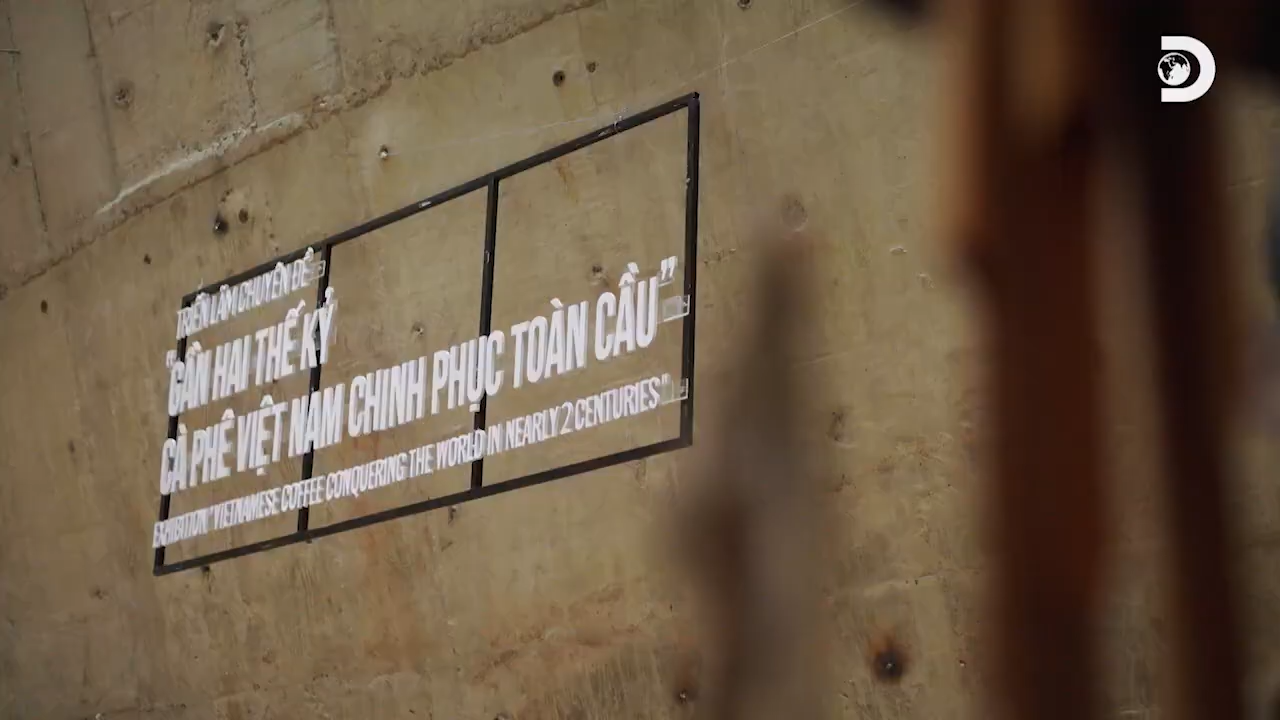 TRIỂN LÃM CHUYÊN ĐỀ
"GẦN HAI THẾ KỶ
CÀ PHÊ VIỆT NAM CHINH PHỤC TOÀN CẦU"
EXHIBITION "VIETNAMESE COFFEE CONQUERING THE WORLD IN NEARLY 2 CENTURIES"